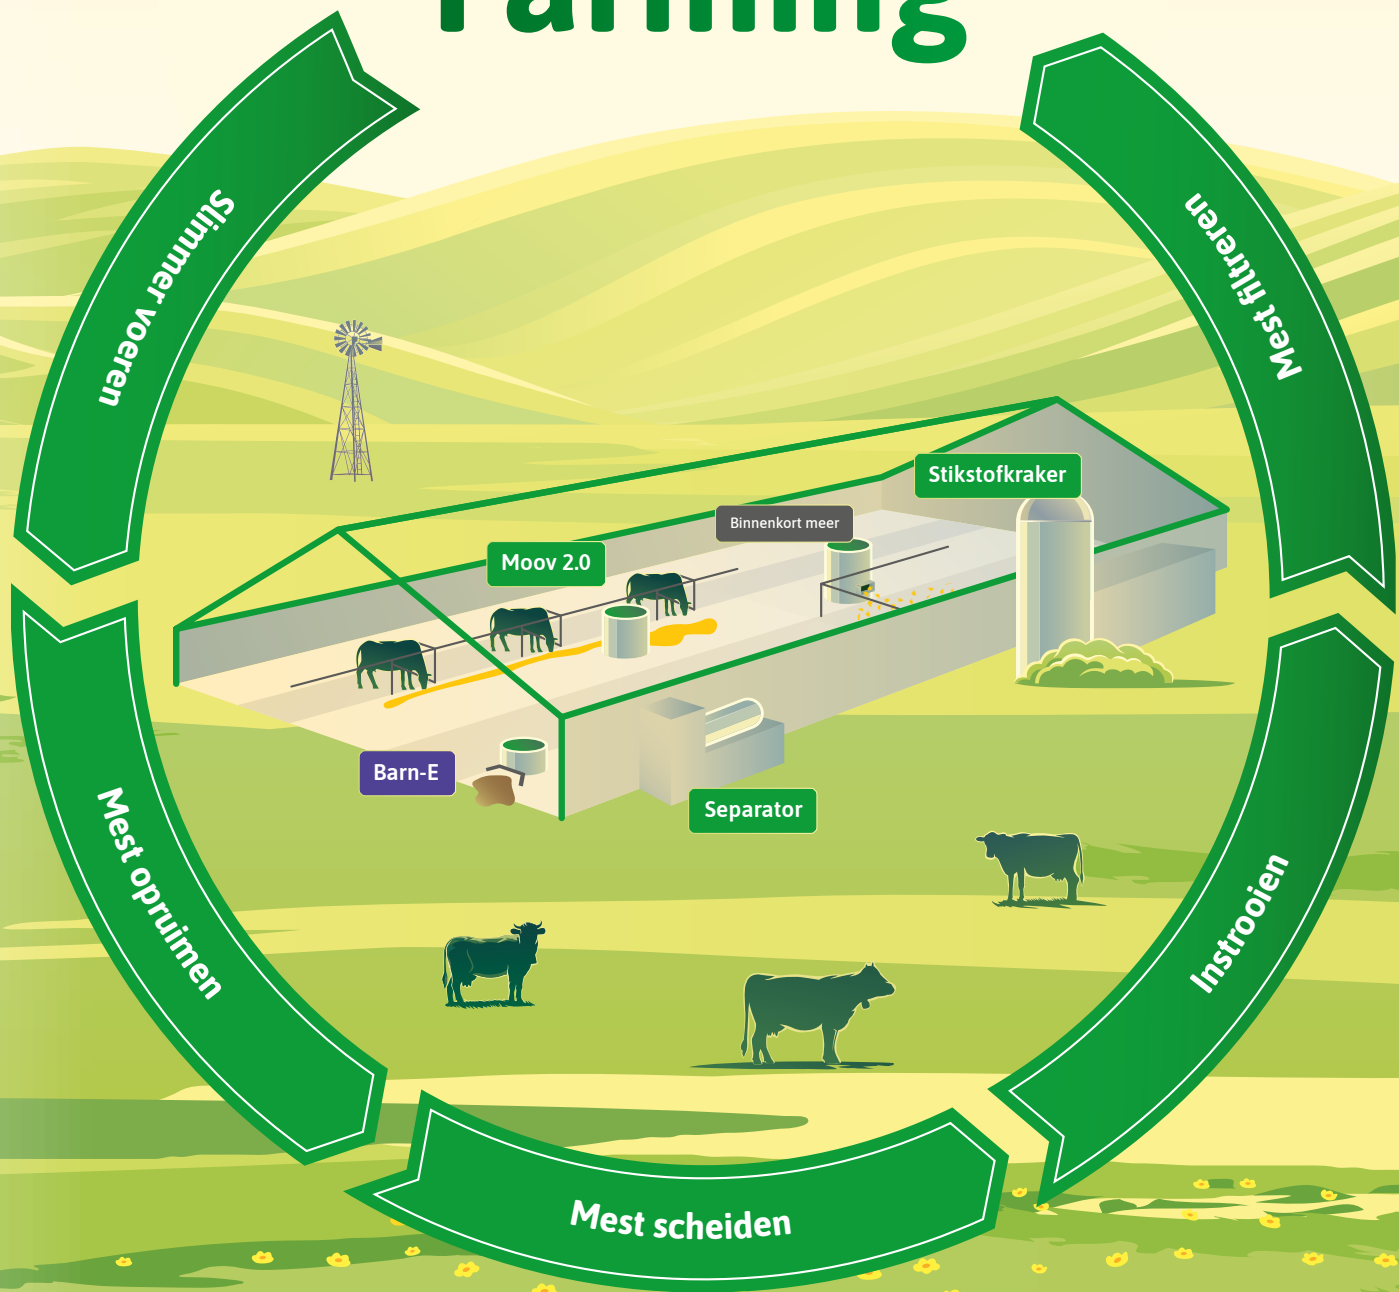 Farming
Slimmer voeren
Mest filtreren
Stikstofkraker
Binnenkort meer
Moov 2.0
Barn-E
Separator
Mest opruimen
Instrooien
Mest scheiden